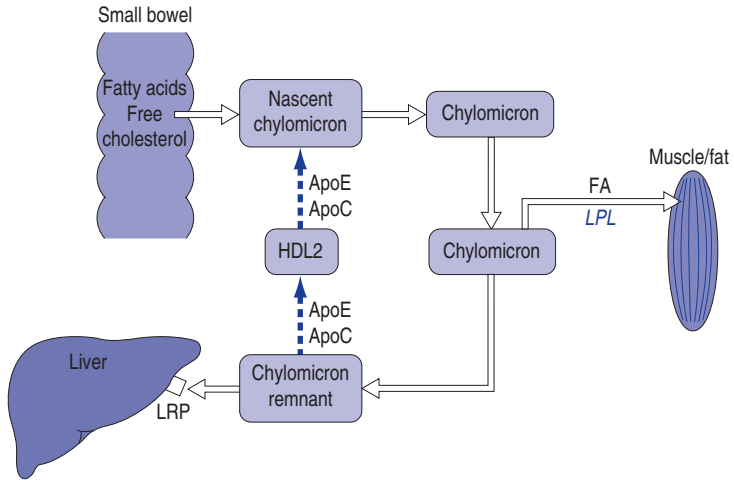 Small bowel
Fatty acids
Free
cholesterol
Nascent
chylomicron
Chylomicron
Muscle/fat
ApoE
ApoC
FA
LPL
HDL2
Chylomicron
ApoE
ApoC
Liver
LRP
Chylomicron
remnant